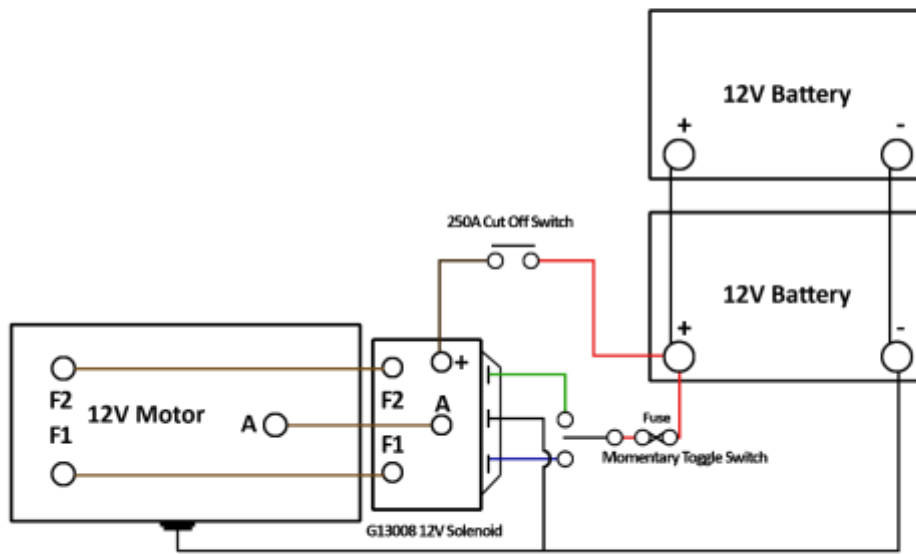 12V Battery
+
-
250A Cut Off Switch
12V Battery
+
-
+
F2
F2
A
12V Motor
A
F1
F1
Fuse
Momentary Toggle Switch
G13008 12V Solenoid